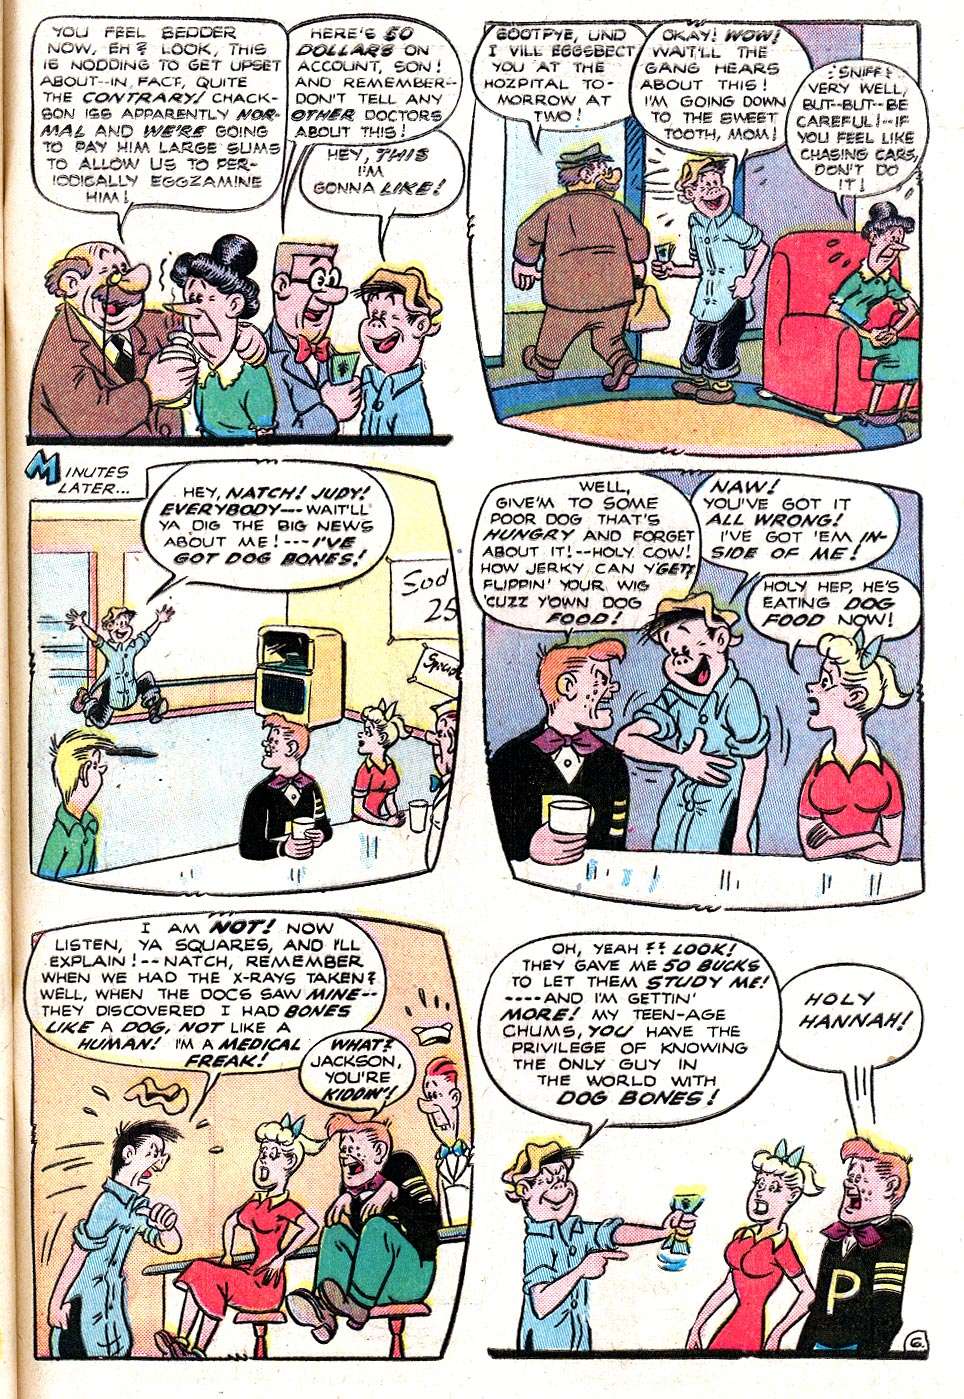 YOU FEEL BEDDER
NOW, EH? LOOK, THIS
IS NODDING TO GET UPSET
ABOUT--IN, FACT, QUITE
THE CONTRARY! CHACK-
SON ISS APPARENTLY NOR-
MAL AND WE'RE GOING
TO PAY HIM LARGE SUMS
TO ALLOW US TO PER-
IODICALLY EGGZAMINE
HIM!
HERE'S 50
DOLLARS ON
ACCOUNT, SON!
AND REMEMBER--
DON'T TELL ANY
OTHER DOCTORS
ABOUT THIS!
HEY, THIS
I'M
GONNA LIKE!
GOOTPYE, UND
I VILL EGGSBECT
YOU AT THE
HOZPITAL TO-
MORROW AT
TWO!
OKAY! WOW!
WAIT'LL THE
GANG HEARS
ABOUT THIS!
I'M GOING DOWN
TO THE SWEET
TOOTH, MOM!
SNIFF!
VERY WELL,
BUT--BUT--BE
CAREFUL!--IF
YOU FEEL LIKE
CHASING CARS,
DON'T DO
IT!
MINUTES
LATER...
HEY, NATCH! JUDY!
EVERYBODY---WAIT'LL
YA DIG THE BIG NEWS
ABOUT ME!---I'VE
GOT DOG BONES!
Sod
25
Sprud
WELL,
GIVE'M TO SOME
POOR DOG THAT'S
HUNGRY AND FORGET
ABOUT IT!--HOLY COW!
HOW JERKY CAN Y'GET?
FLIPPIN' YOUR WIG
'CUZZ Y'OWN DOG
FOOD!
NAW!
YOU'VE GOT IT
ALL WRONG!
I'VE GOT 'EM IN-
SIDE OF ME!
HOLY HEP, HE'S
EATING DOG
FOOD NOW!
I AM NOT! NOW
LISTEN, YA SQUARES, AND I'LL
EXPLAIN!--NATCH, REMEMBER
WHEN WE HAD THE X-RAYS TAKEN?
WELL, WHEN THE DOCS SAW MINE--
THEY DISCOVERED I HAD BONES
LIKE A DOG, NOT LIKE A
HUMAN! I'M A MEDICAL
FREAK!
WHAT?
JACKSON,
YOU'RE
KIDDIN'!
OH, YEAH?? LOOK!
THEY GAVE ME 50 BUCKS
TO LET THEM STUDY ME!
----AND I'M GETTIN'
MORE! MY TEEN-AGE
CHUMS, YOU HAVE THE
PRIVILEGE OF KNOWING
THE ONLY GUY IN
THE WORLD WITH
DOG BONES!
HOLY
HANNAH!
P
6